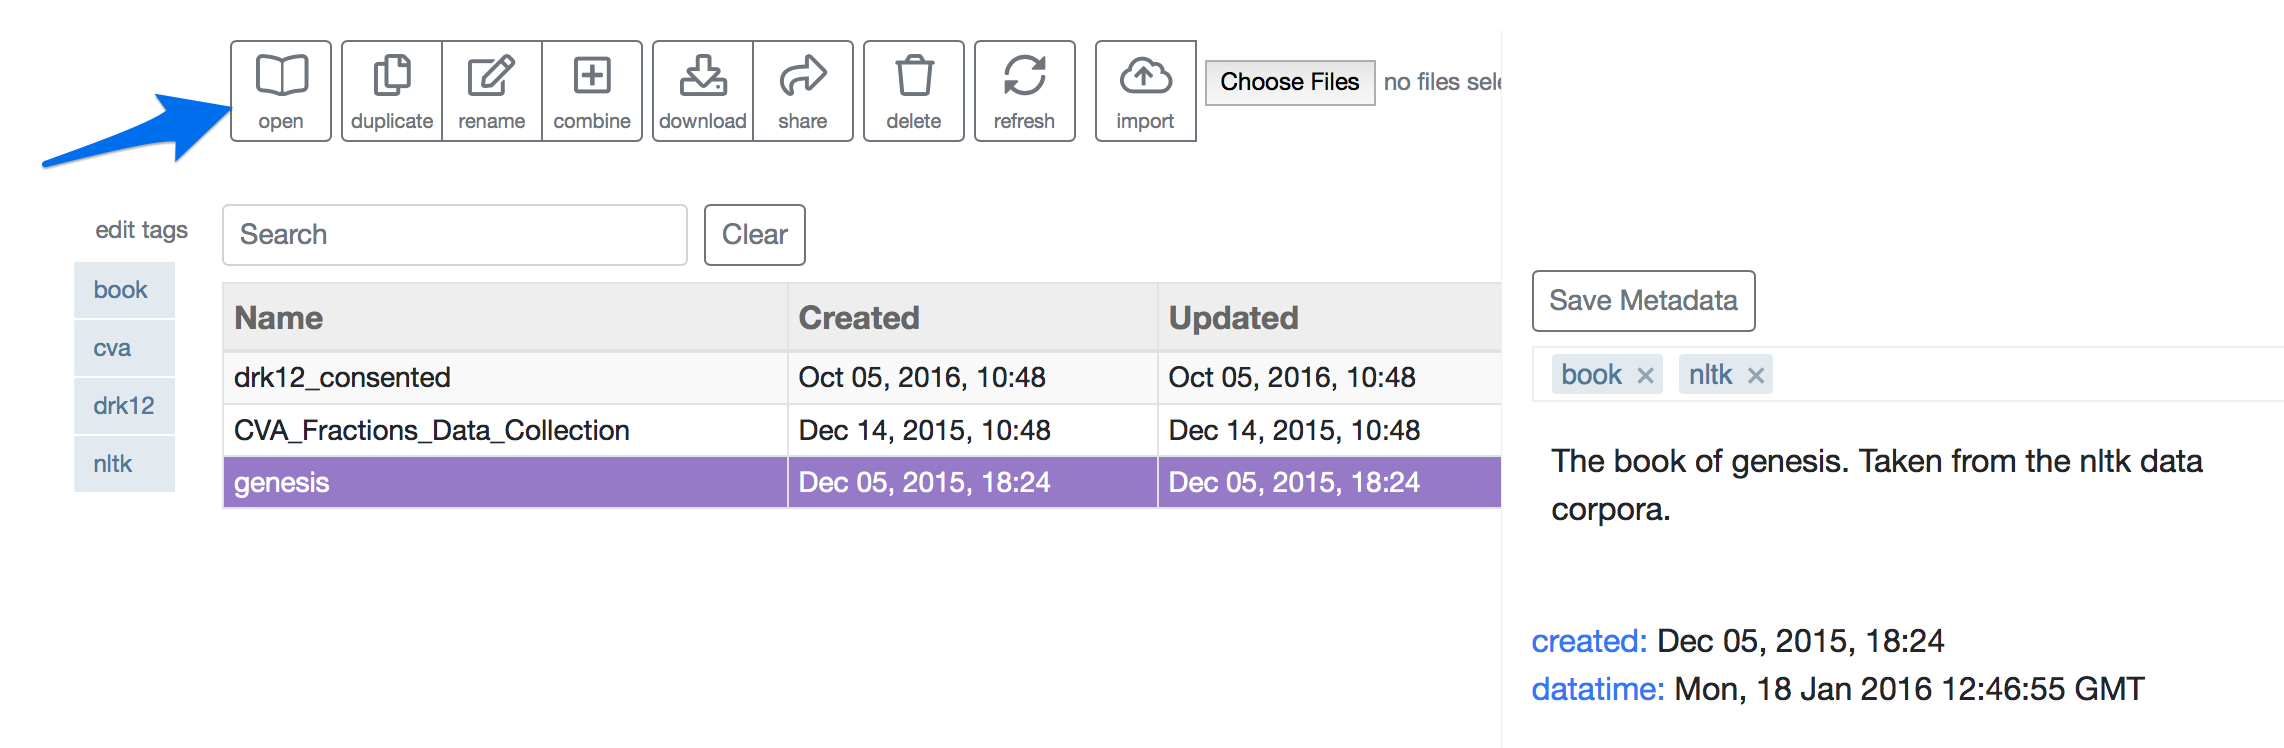 open duplicate rename combine download share delete refresh import Choose Files no files sele
edit tags Search Clear
book
cva
drk12
nltk
Name Created Updated
drk12_consented Oct 05, 2016, 10:48 Oct 05, 2016, 10:48
CVA_Fractions_Data_Collection Dec 14, 2015, 10:48 Dec 14, 2015, 10:48
genesis Dec 05, 2015, 18:24 Dec 05, 2015, 18:24
Save Metadata
book × nltk ×
The book of genesis. Taken from the nltk data
corpora.
created: Dec 05, 2015, 18:24
datatime: Mon, 18 Jan 2016 12:46:55 GMT